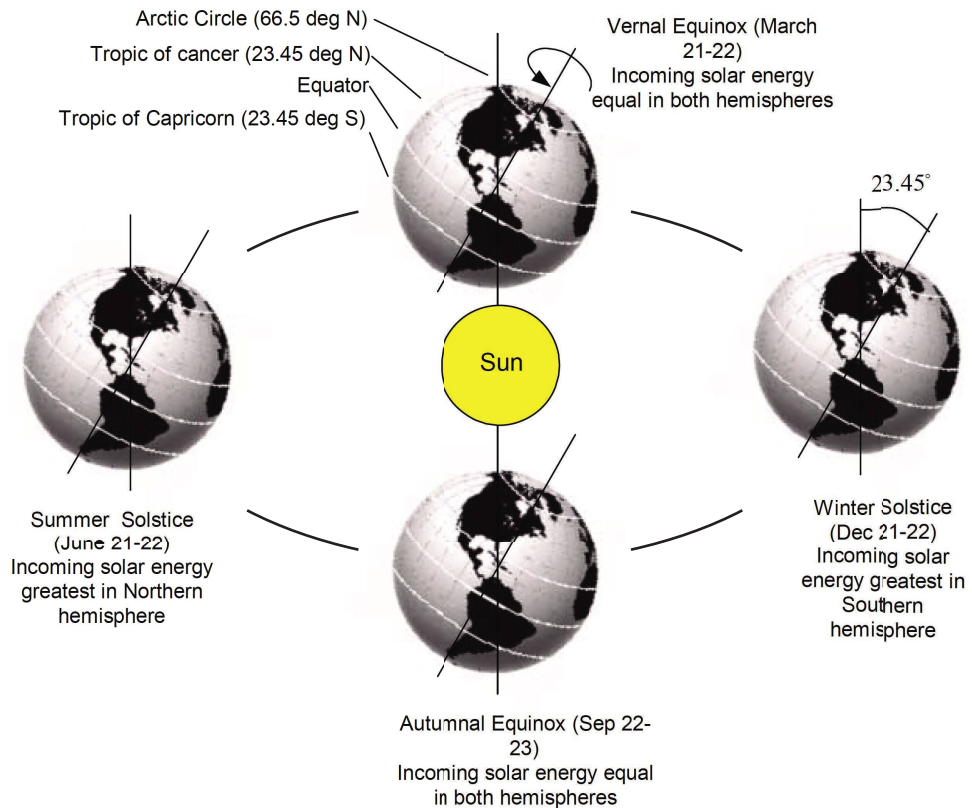 Arctic Circle (66.5 deg N)
Tropic of cancer (23.45 deg N)
Equator
Tropic of Capricorn (23.45 deg S)
Vernal Equinox (March
21-22)
Incoming solar energy
equal in both hemispheres
23.45°
Sun
Summer Solstice
(June 21-22)
Incoming solar energy
greatest in Northern
hemisphere
Winter Solstice
(Dec 21-22)
Incoming solar
energy greatest in
Southern
hemisphere
Autumnal Equinox (Sep 22-
23)
Incoming solar energy equal
in both hemispheres